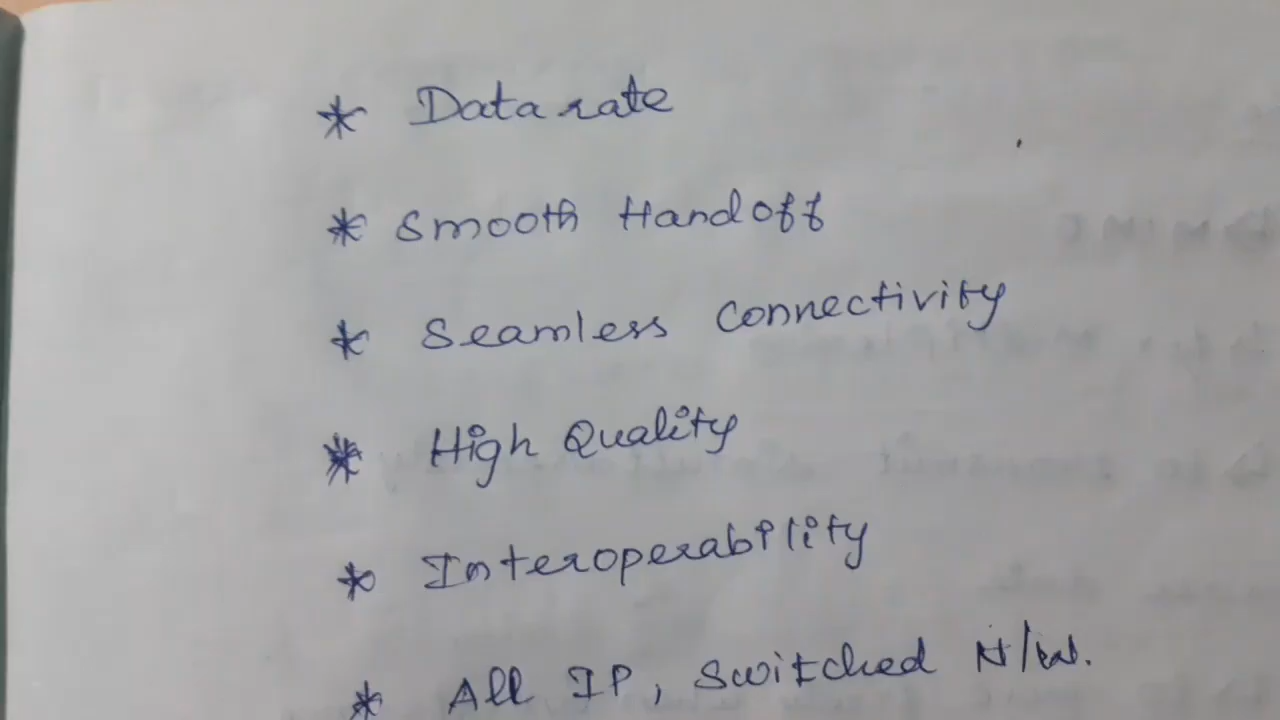 * Data rate
* Smooth Handoff
* Seamless Connectivity
* High Quality
* Interoperability
* All IP, Switched N/w.